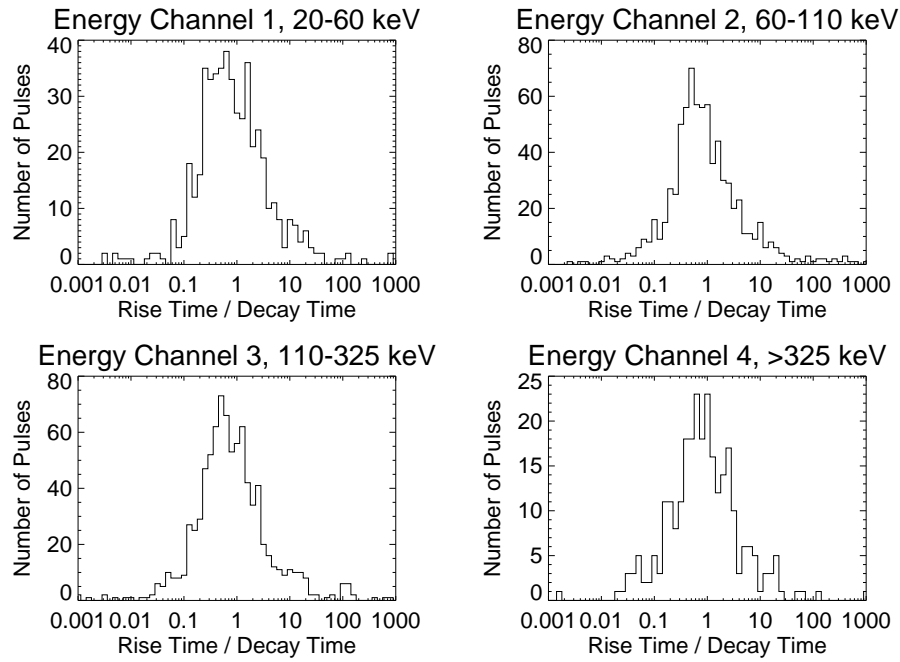 Energy Channel 1, 20-60 keV
Number of Pulses
40
30
20
10
0
0.001 0.01 0.1 1 10 100 1000
Rise Time / Decay Time
Energy Channel 2, 60-110 keV
Number of Pulses
80
60
40
20
0
0.001 0.01 0.1 1 10 100 1000
Rise Time / Decay Time
Energy Channel 3, 110-325 keV
Number of Pulses
80
60
40
20
0
0.001 0.01 0.1 1 10 100 1000
Rise Time / Decay Time
Energy Channel 4, >325 keV
Number of Pulses
25
20
15
10
5
0
0.001 0.01 0.1 1 10 100 1000
Rise Time / Decay Time